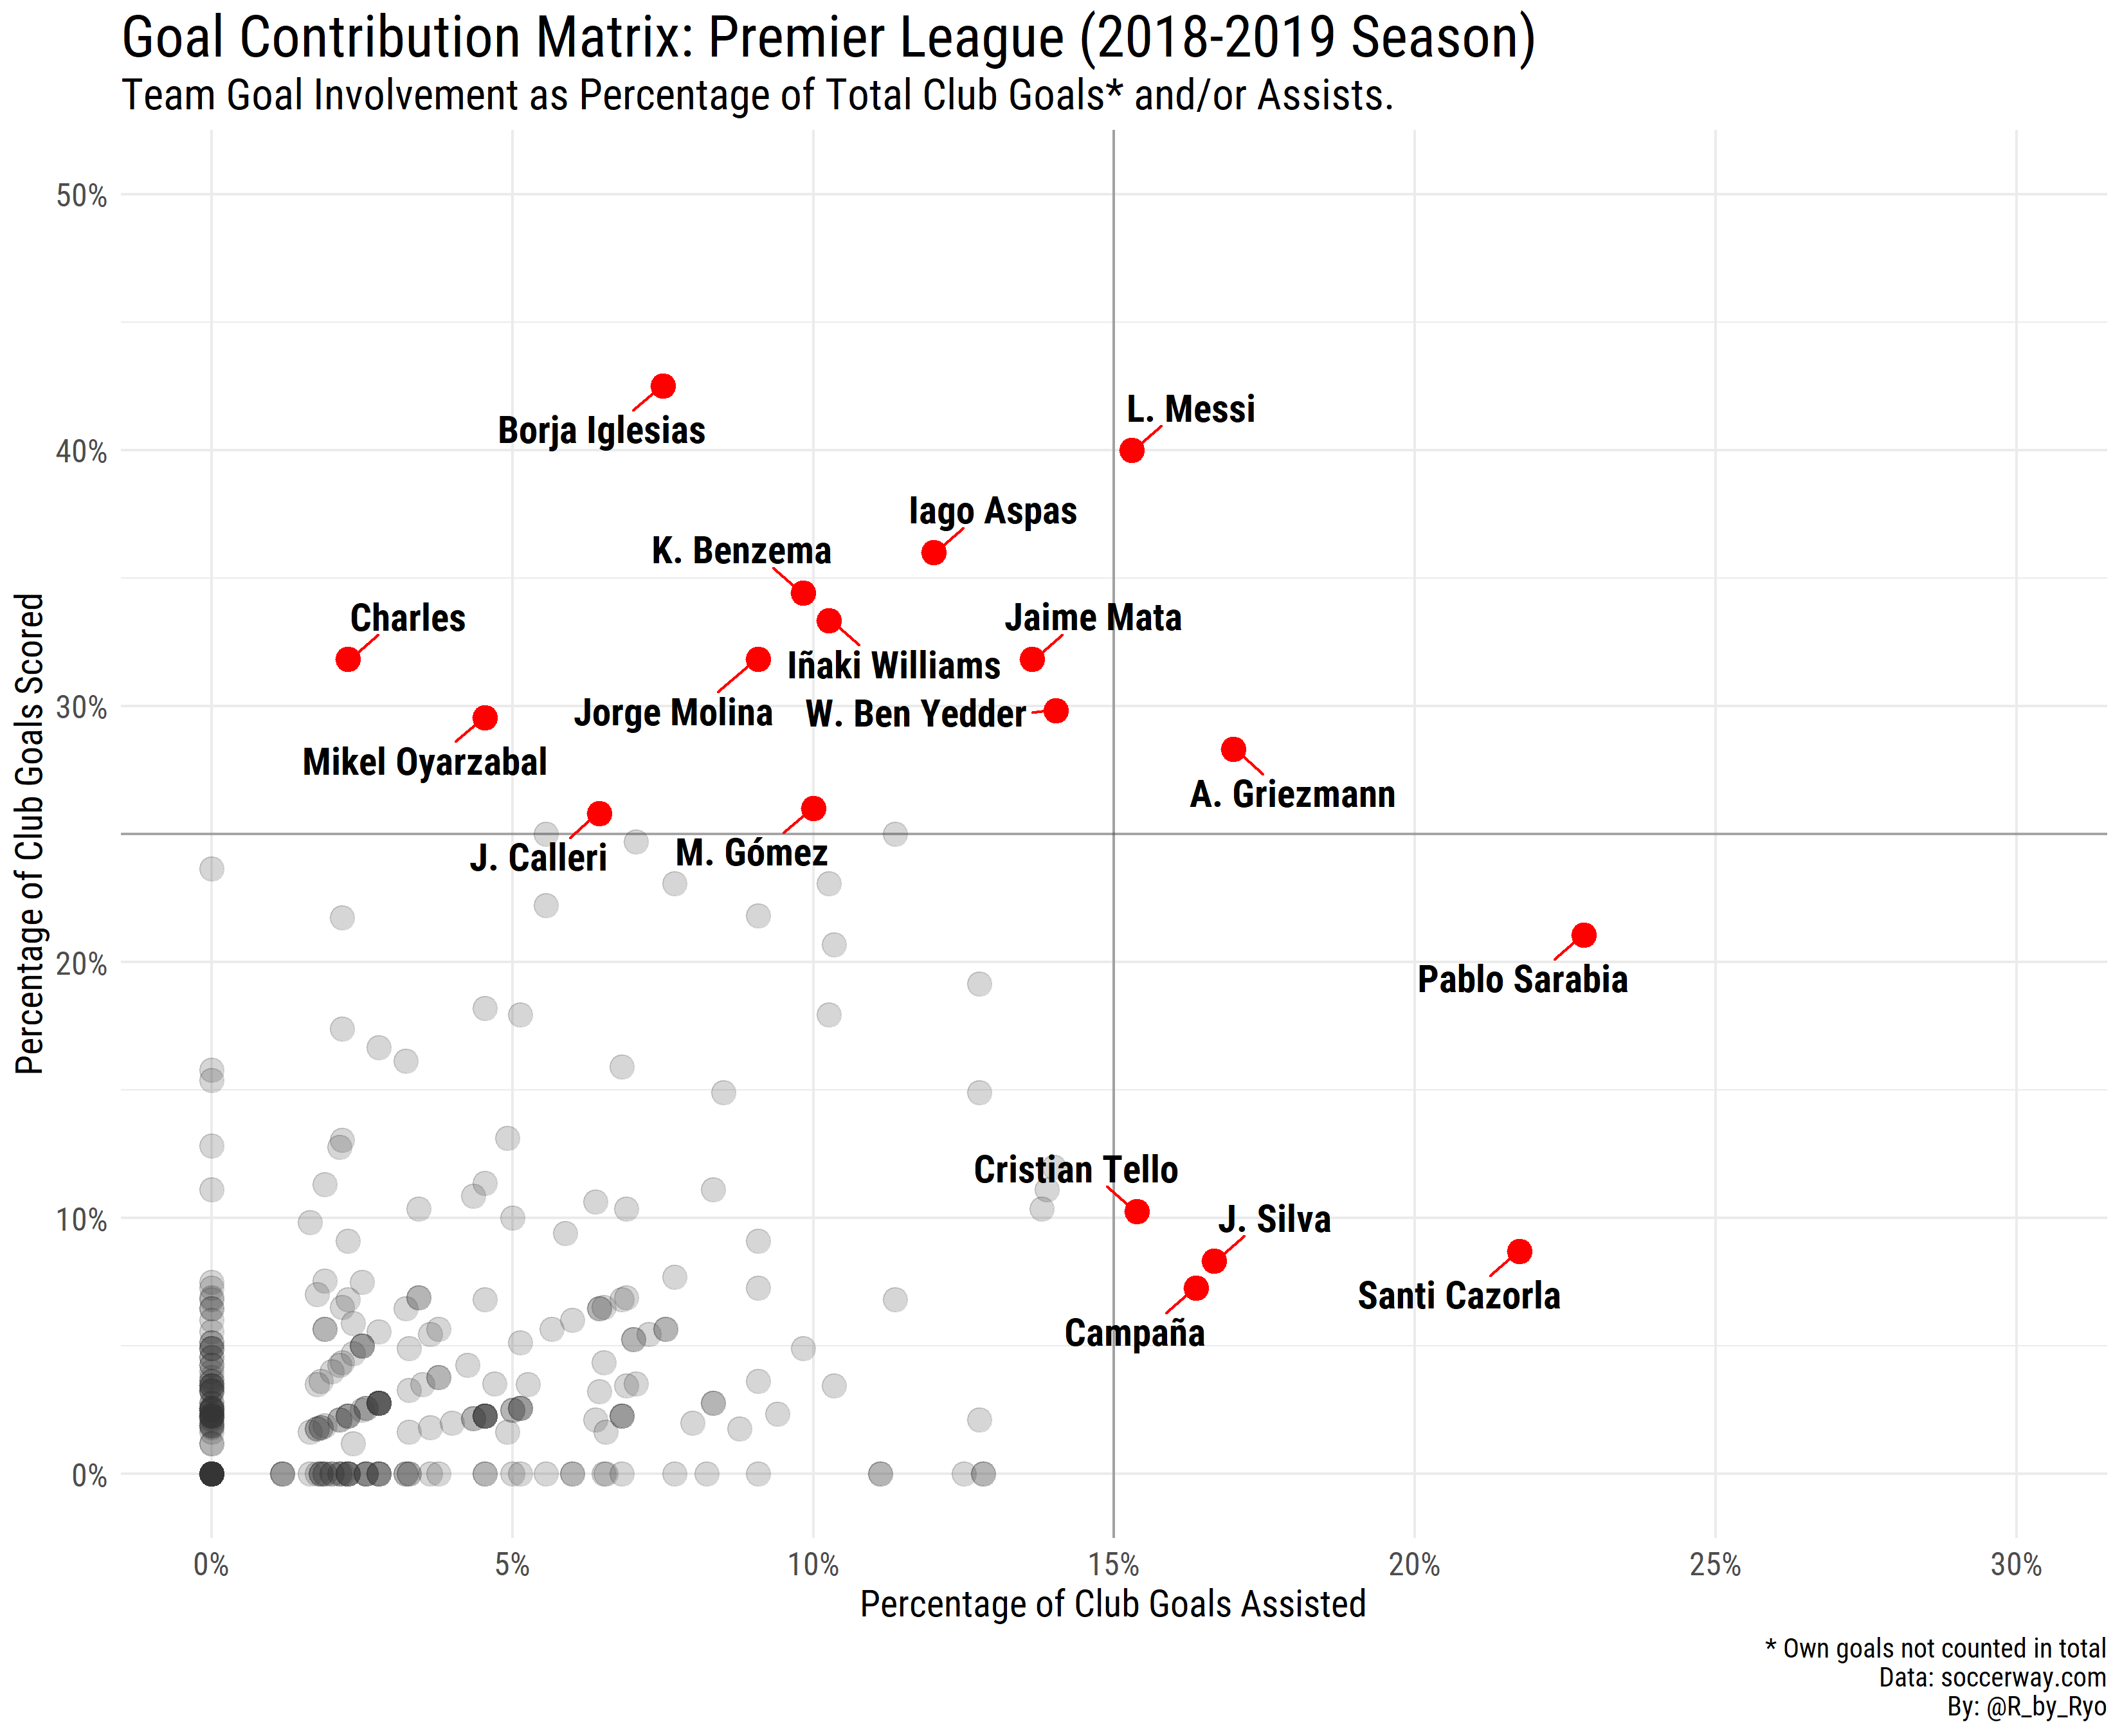 Goal Contribution Matrix: Premier League (2018-2019 Season)
Team Goal Involvement as Percentage of Total Club Goals* and/or Assists.
Percentage of Club Goals Scored
50%
40%
30%
20%
10%
0%
Borja Iglesias
L. Messi
Iago Aspas
K. Benzema
Charles
Jaime Mata
Iñaki Williams
Jorge Molina
W. Ben Yedder
Mikel Oyarzabal
A. Griezmann
J. Calleri
M. Gómez
Pablo Sarabia
Cristian Tello
J. Silva
Santi Cazorla
Campaña
0%
5%
10%
15%
20%
25%
30%
Percentage of Club Goals Assisted
* Own goals not counted in total
Data: soccerway.com
By: @R_by_Ryo